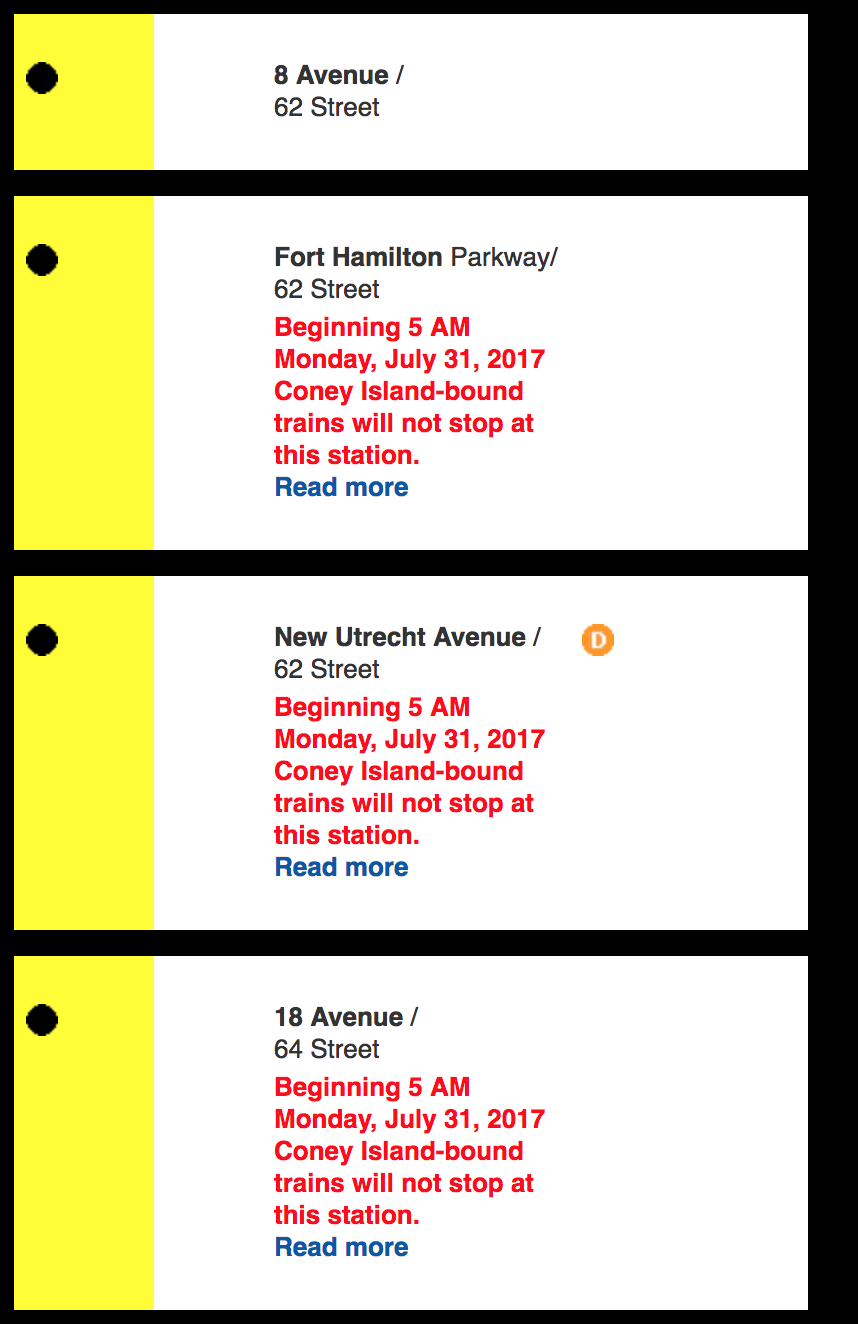 8 Avenue /
62 Street
Fort Hamilton Parkway/
62 Street
Beginning 5 AM
Monday, July 31, 2017
Coney Island-bound
trains will not stop at
this station.
Read more
New Utrecht Avenue / D
62 Street
Beginning 5 AM
Monday, July 31, 2017
Coney Island-bound
trains will not stop at
this station.
Read more
18 Avenue /
64 Street
Beginning 5 AM
Monday, July 31, 2017
Coney Island-bound
trains will not stop at
this station.
Read more